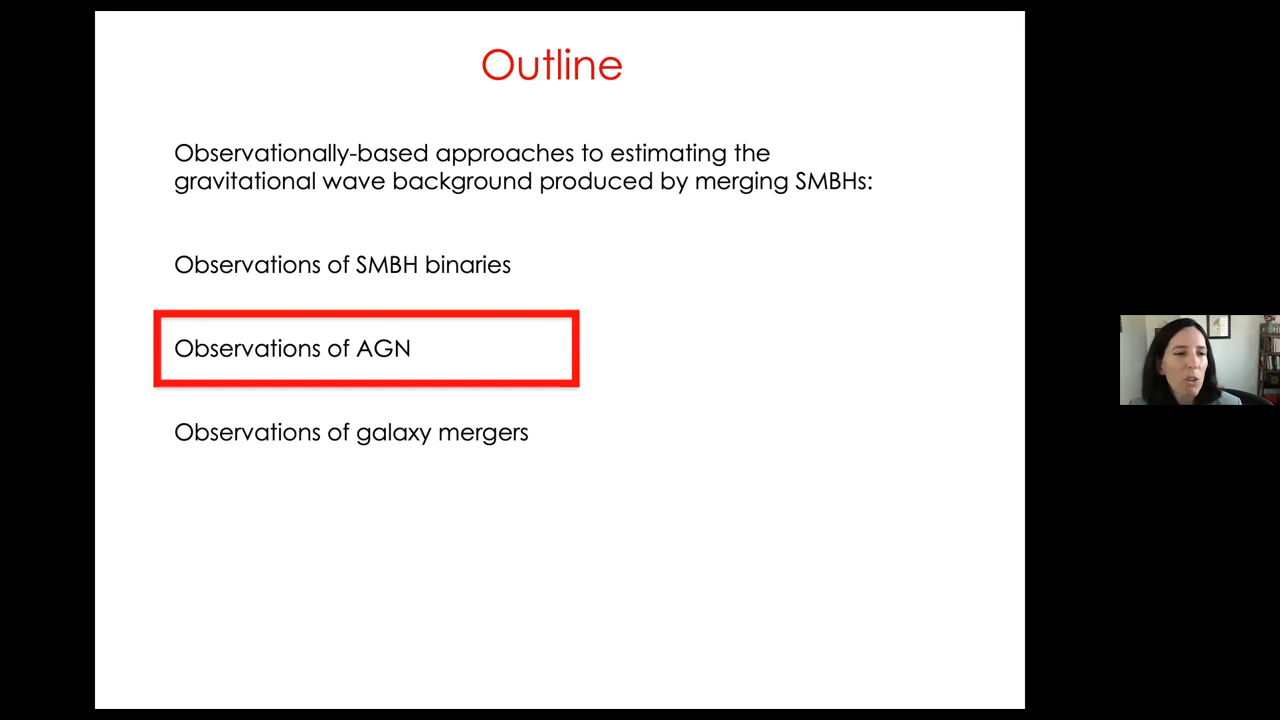 Outline
Observationally-based approaches to estimating the
gravitational wave background produced by merging SMBHs:
Observations of SMBH binaries
Observations of AGN
Observations of galaxy mergers